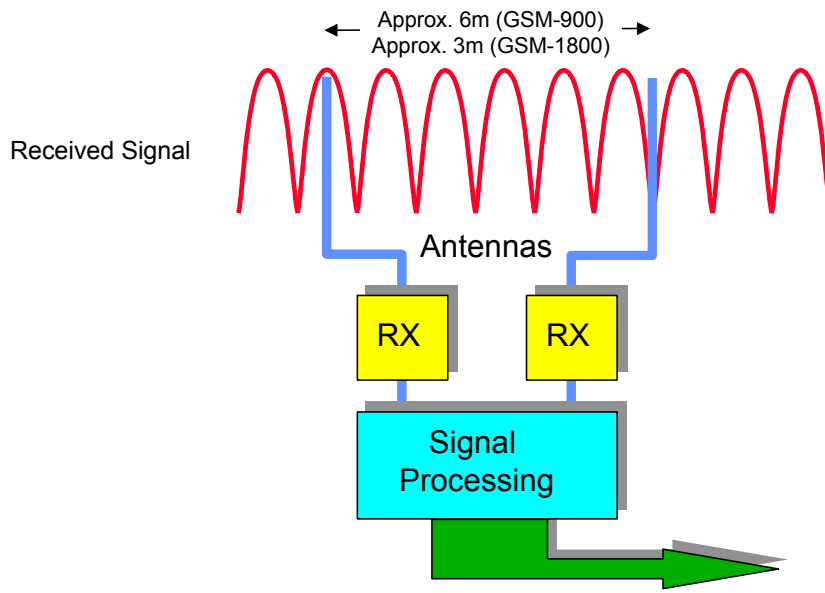 Approx. 6m (GSM-900)
Approx. 3m (GSM-1800)
Received Signal
Antennas
RX
RX
Signal
Processing